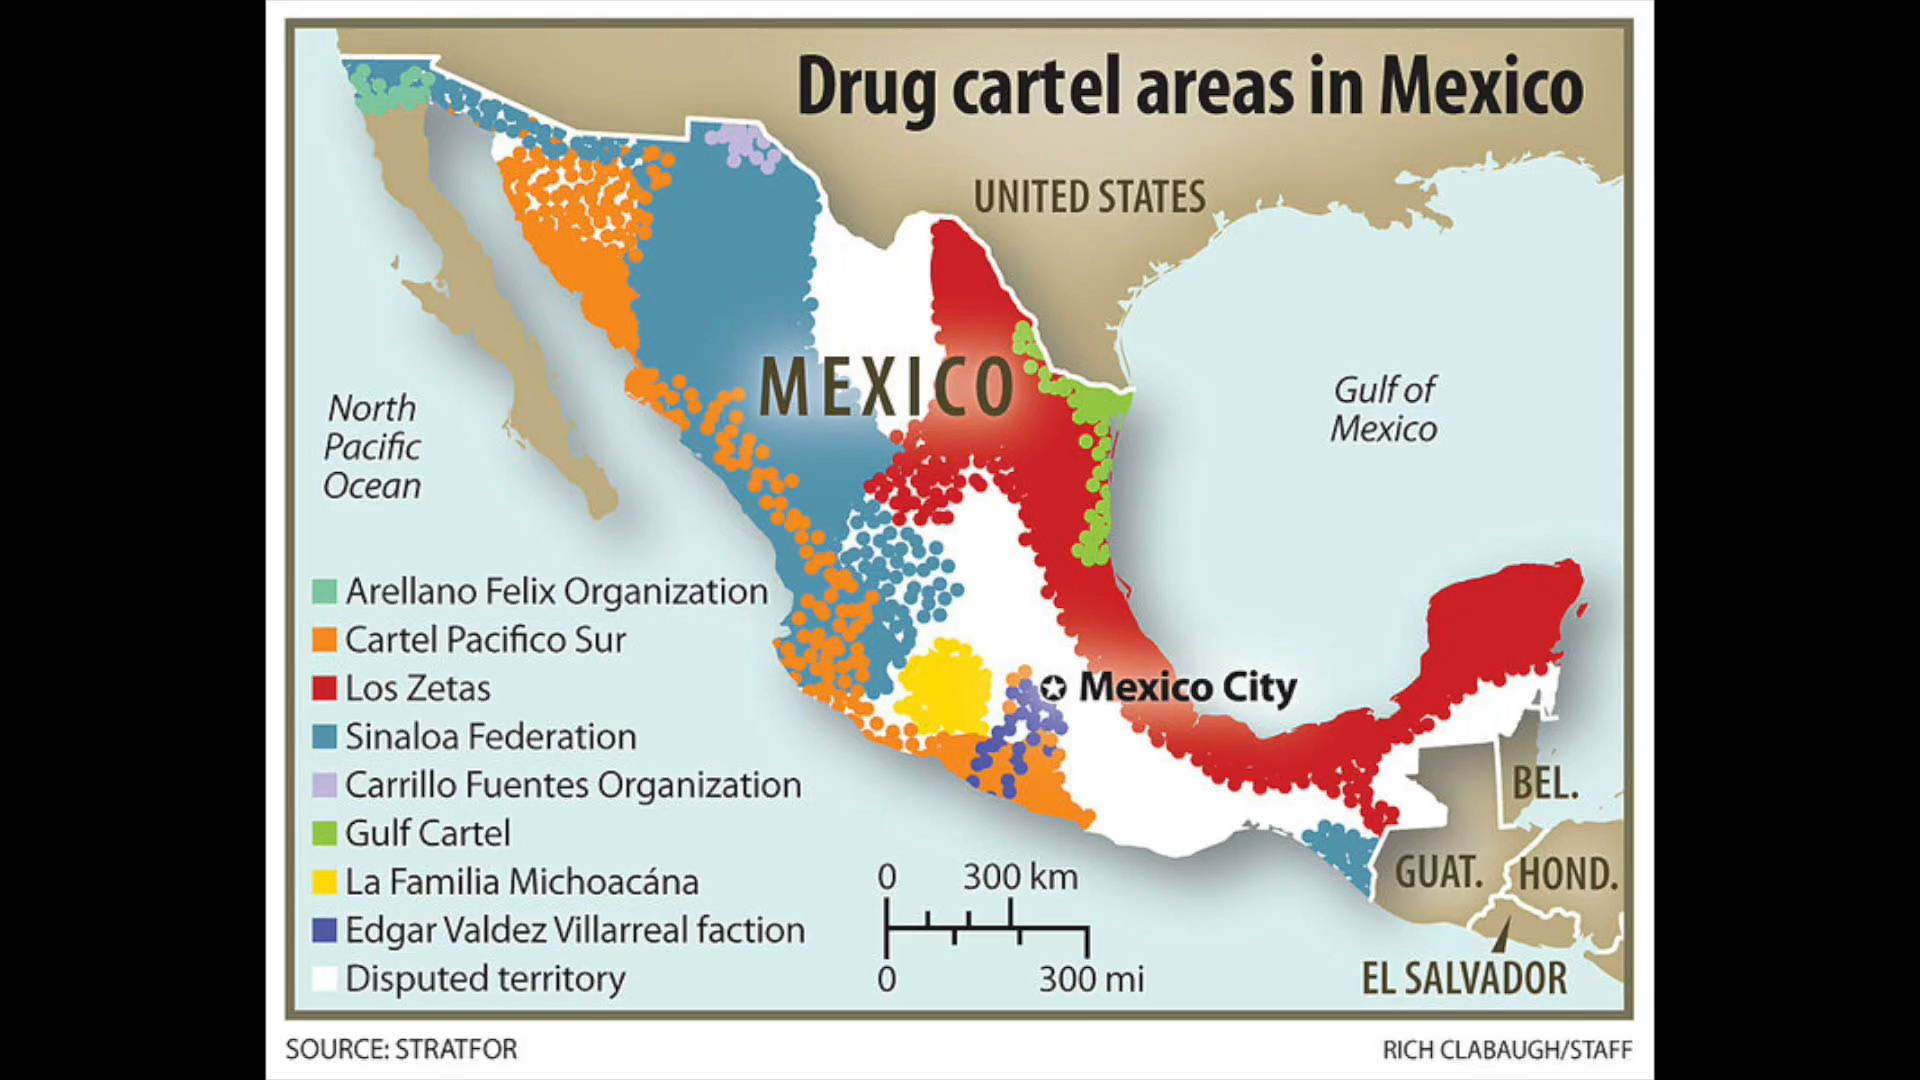 Drug cartel areas in Mexico
UNITED STATES
MEXICO
North
Pacific
Ocean
Gulf of
Mexico
Mexico City
Arellano Felix Organization
Cartel Pacifico Sur
Los Zetas
Sinaloa Federation
Carrillo Fuentes Organization
Gulf Cartel
La Familia Michoacána
Edgar Valdez Villarreal faction
Disputed territory
0 300 km
0 300 mi
BEL.
GUAT. HOND.
EL SALVADOR
SOURCE: STRATFOR
RICH CLABAUGH/STAFF